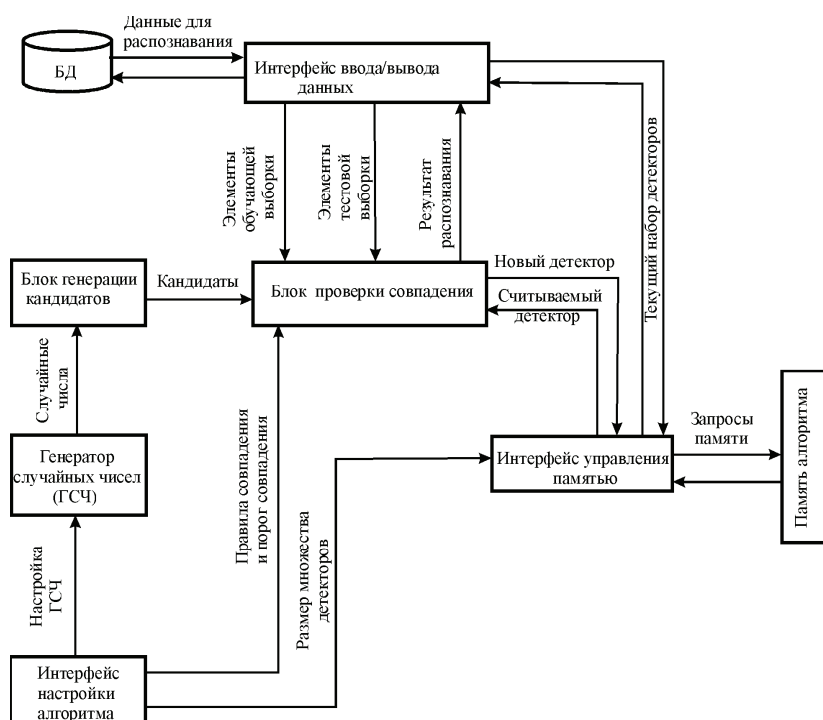 Данные для
распознавания
БД
Интерфейс ввода/вывода
данных
Элементы
обучающей
выборки
Элементы
тестовой
выборки
Результат
распознавания
Текущий набор детекторов
Блок генерации
кандидатов
Кандидаты
Блок проверки совпадения
Новый детектор
Считываемый
детектор
Случайные
числа
Генератор
случайных чисел
(ГСЧ)
Правила совпадения
и порог совпадения
Интерфейс управления
памятью
Запросы
памяти
Память алгоритма
Настройка
ГСЧ
Размер множества
детекторов
Интерфейс
настройки
алгоритма